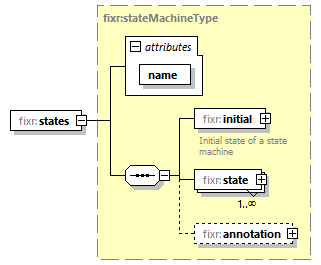 fixr:stateMachineType
attributes
name
fixr:states
fixr:initial
Initial state of a state
machine
fixr:state
1..∞
fixr:annotation